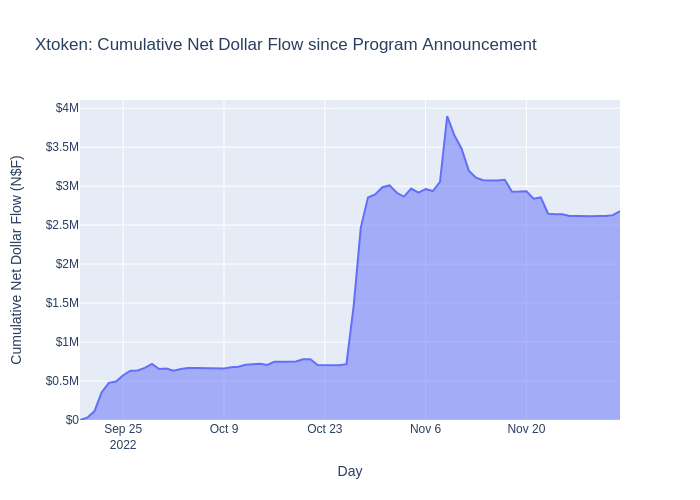 Xtoken: Cumulative Net Dollar Flow since Program Announcement
Cumulative Net Dollar Flow (N$F)
$4M
$3.5M
$3M
$2.5M
$2M
$1.5M
$1M
$0.5M
$0
Sep 25
2022
Oct 9
Oct 23
Nov 6
Nov 20
Day